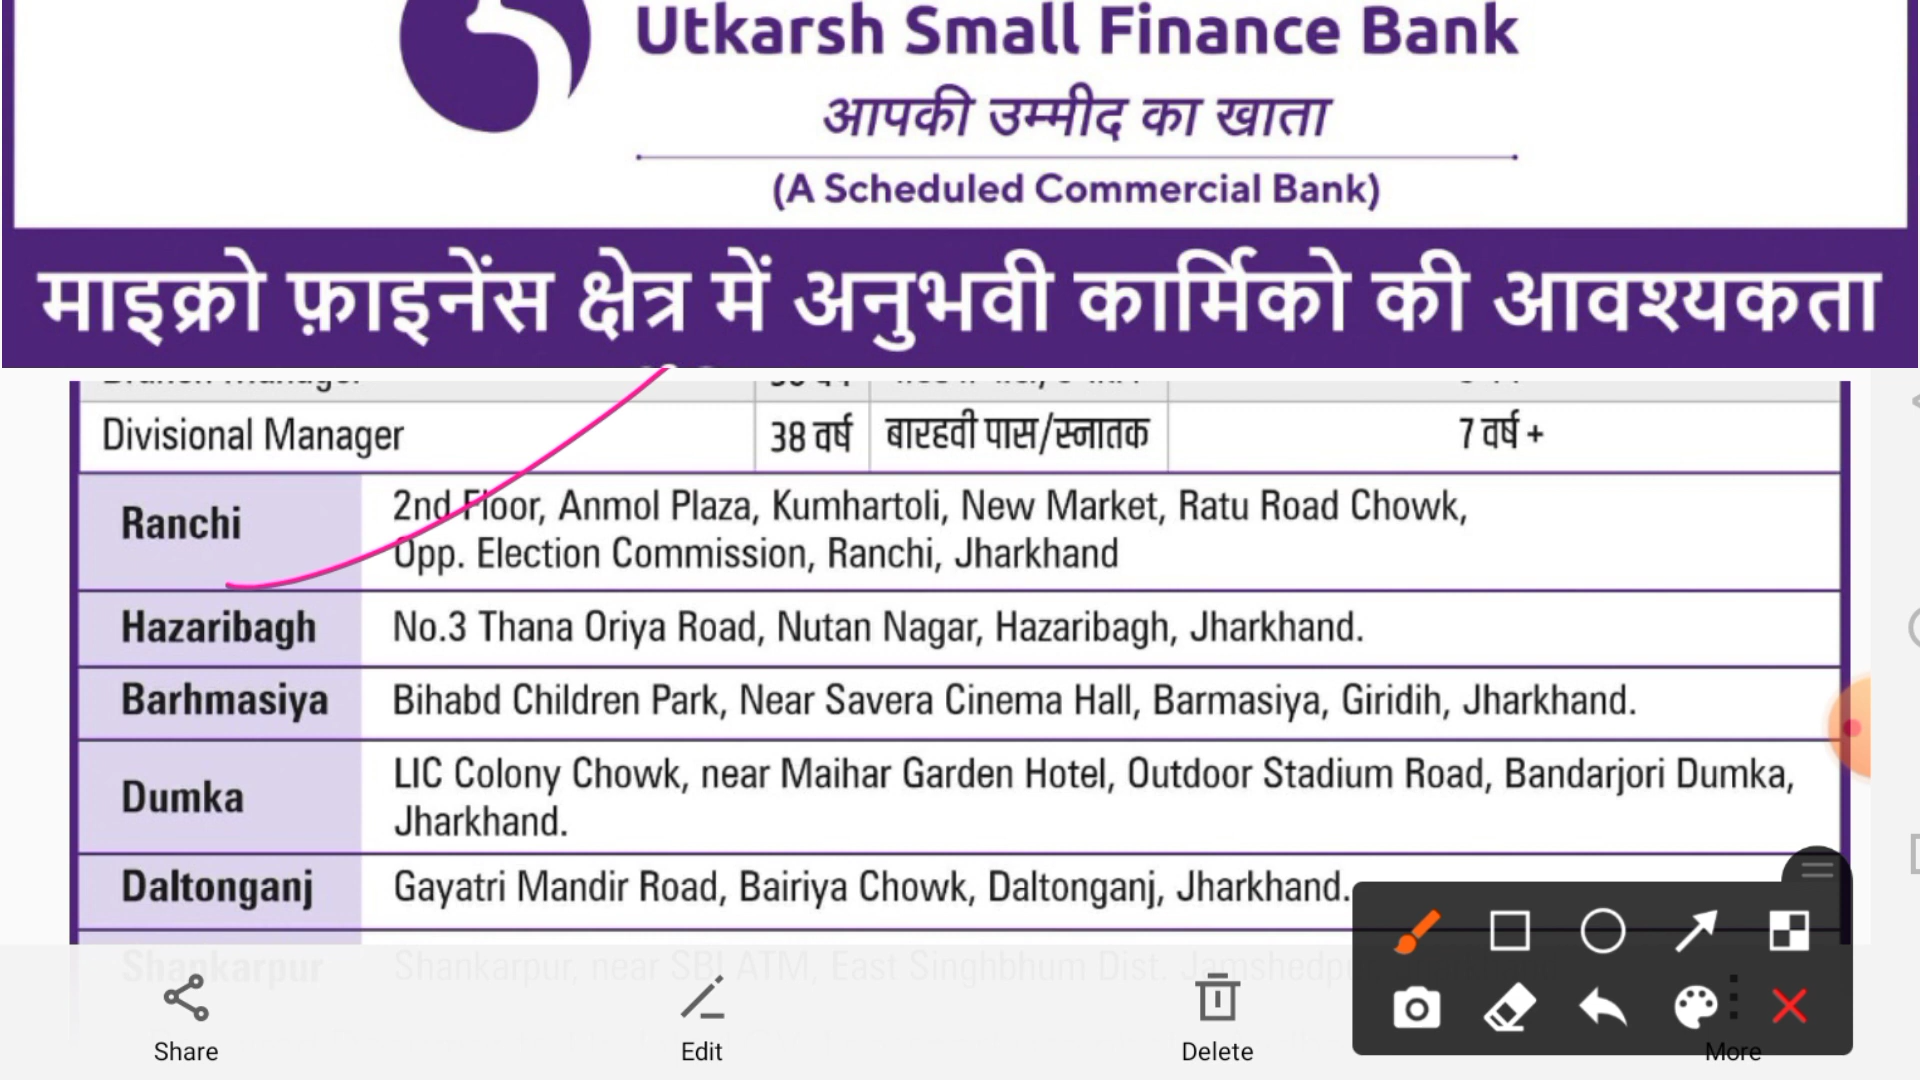 Utkarsh Small Finance Bank
आपकी उम्मीद का खाता
(A Scheduled Commercial Bank)
माइक्रो फ़ाइनेंस क्षेत्र में अनुभवी कार्मिको की आवश्यकता
Branch Manager
Divisional Manager 38 वर्ष बारहवी पास/स्नातक 7 वर्ष +
Ranchi 2nd Floor, Anmol Plaza, Kumhartoli, New Market, Ratu Road Chowk,
Opp. Election Commission, Ranchi, Jharkhand
Hazaribagh No.3 Thana Oriya Road, Nutan Nagar, Hazaribagh, Jharkhand.
Barhmasiya Bihabd Children Park, Near Savera Cinema Hall, Barmasiya, Giridih, Jharkhand.
Dumka LIC Colony Chowk, near Maihar Garden Hotel, Outdoor Stadium Road, Bandarjori Dumka,
Jharkhand.
Daltonganj Gayatri Mandir Road, Bairiya Chowk, Daltonganj, Jharkhand.
Shankarpur Shankarpur, near SBI ATM, East Singhbhum Dist.
Share Edit Delete More